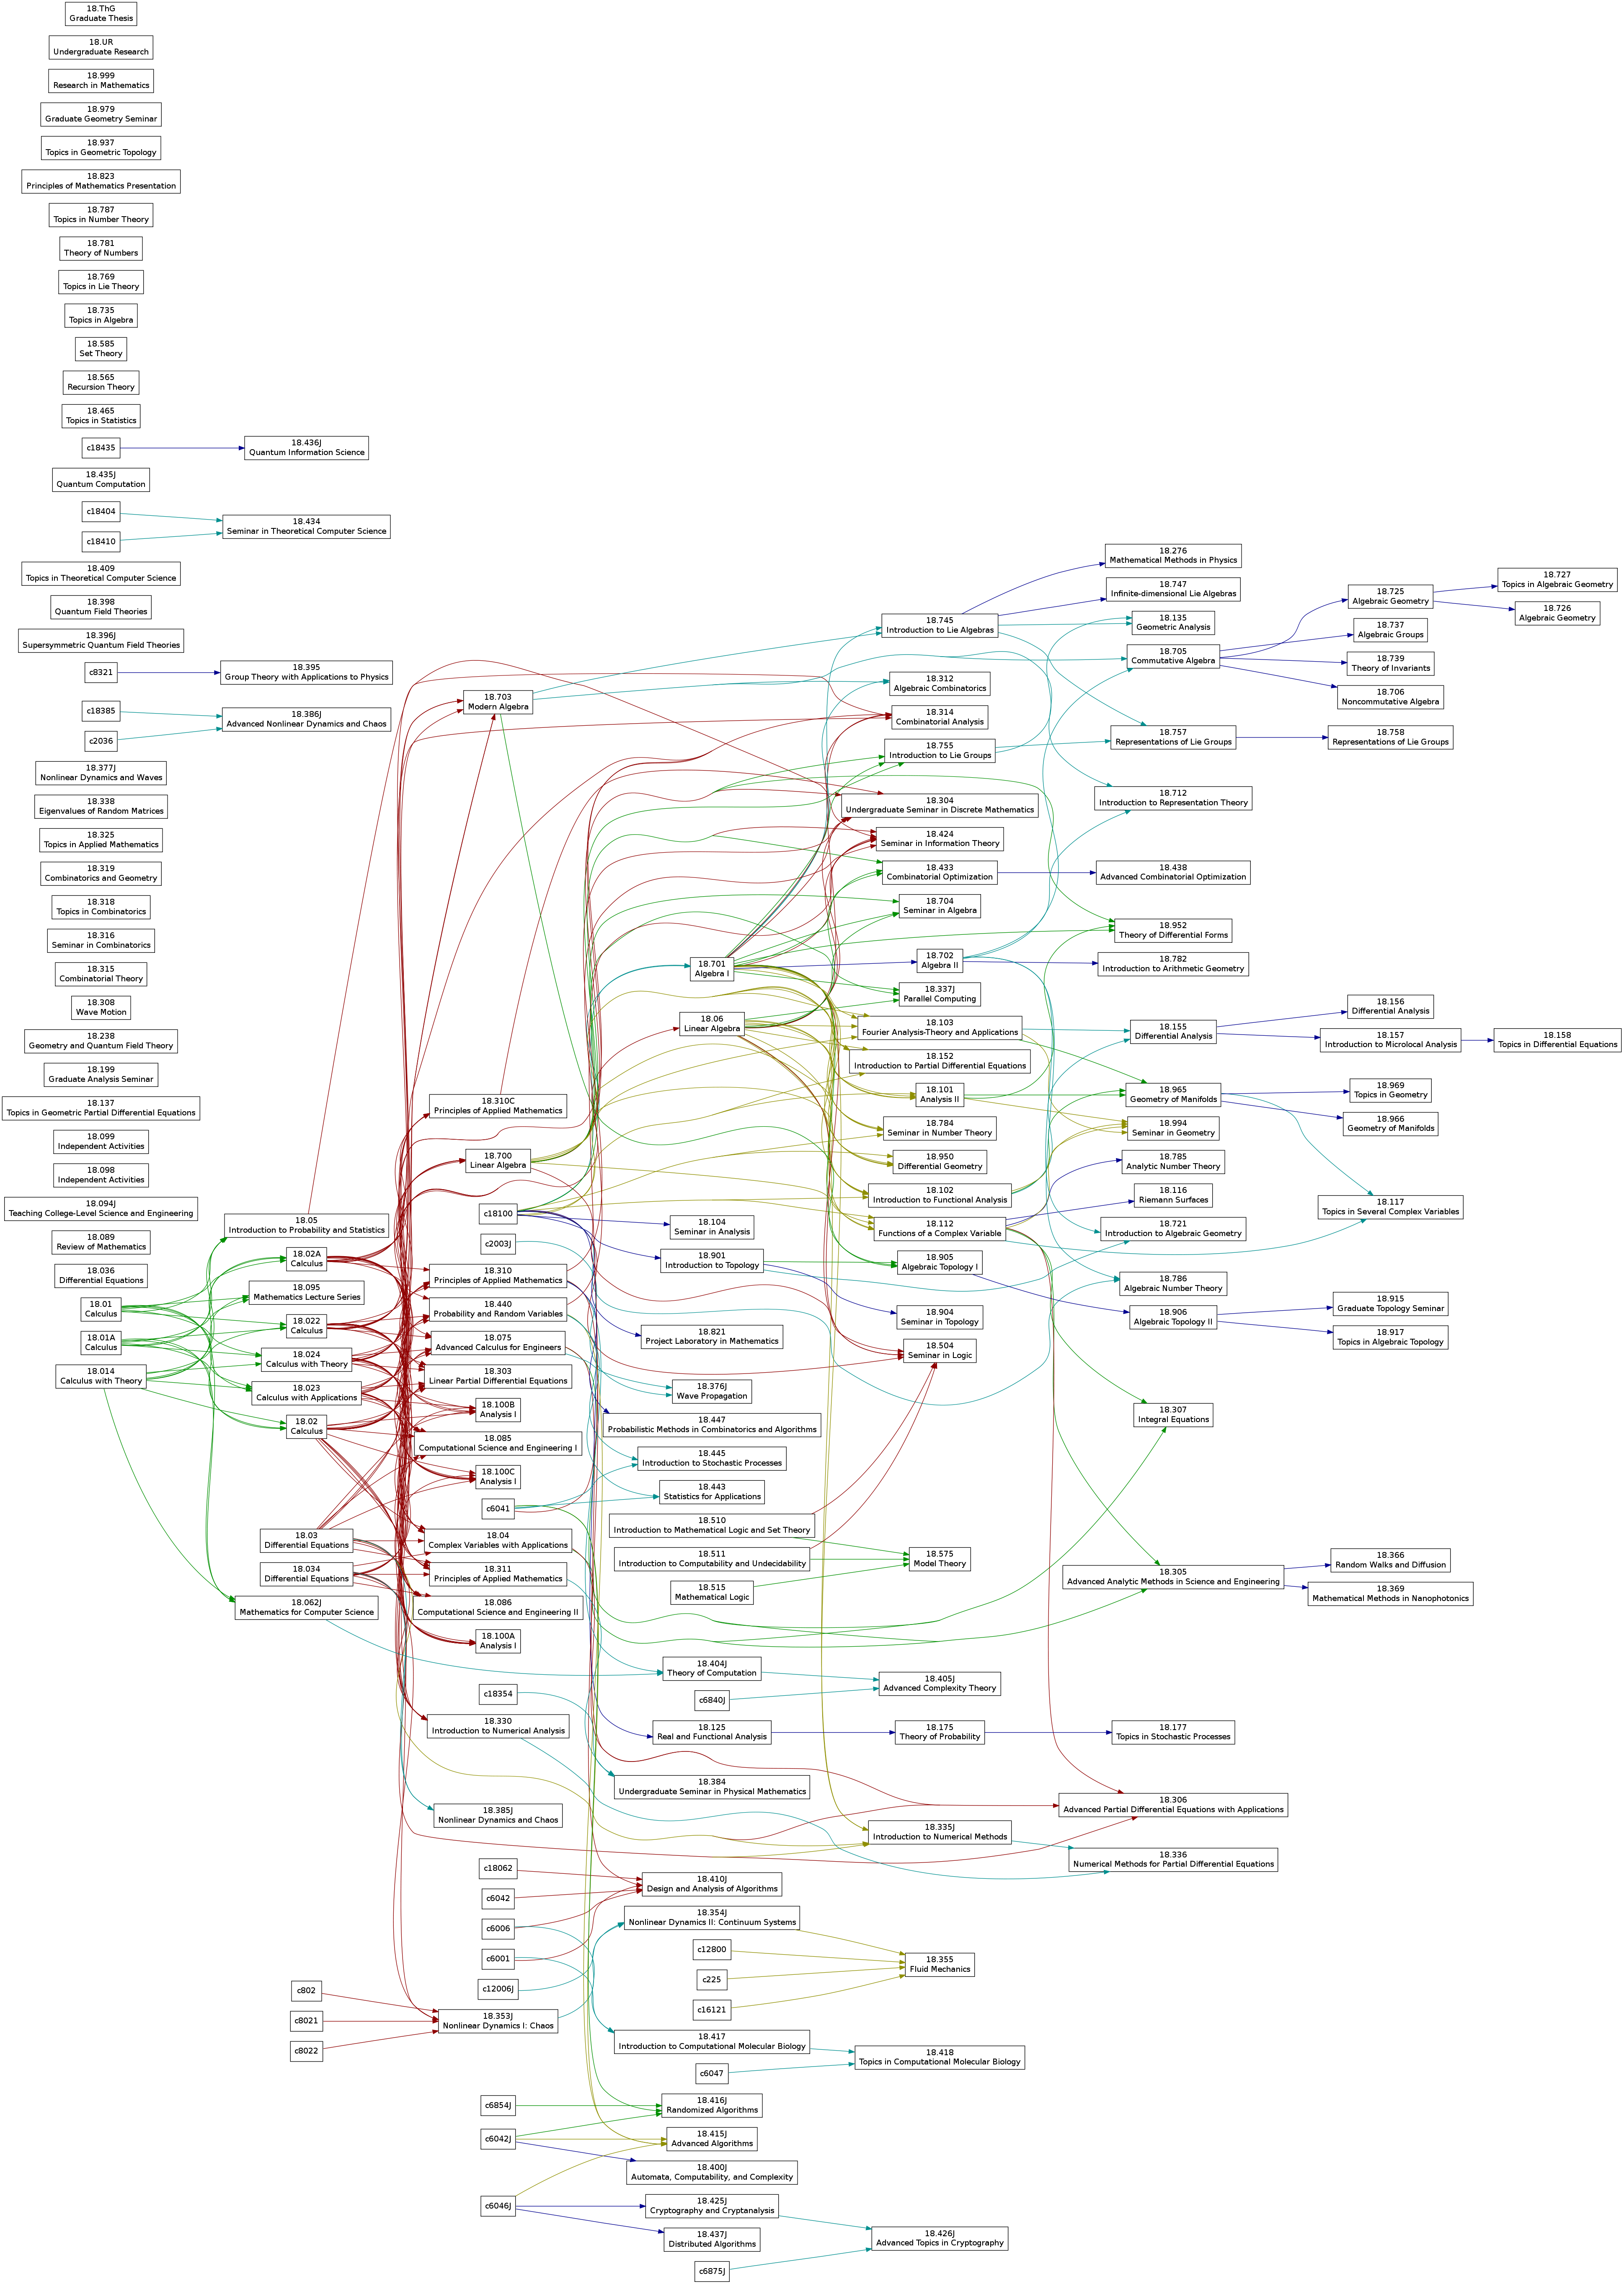 18.ThG
Graduate Thesis
18.UR
Undergraduate Research
18.999
Research in Mathematics
18.979
Graduate Geometry Seminar
18.937
Topics in Geometric Topology
18.823
Principles of Mathematics Presentation
18.787
Topics in Number Theory
18.781
Theory of Numbers
18.769
Topics in Lie Theory
18.735
Topics in Algebra
18.585
Set Theory
18.565
Recursion Theory
18.465
Topics in Statistics
c18435
18.436J
Quantum Information Science
18.435J
Quantum Computation
c18404
c18410
18.434
Seminar in Theoretical Computer Science
18.409
Topics in Theoretical Computer Science
18.398
Quantum Field Theories
18.396J
Supersymmetric Quantum Field Theories
c8321
18.395
Group Theory with Applications to Physics
c18385
c2036
18.386J
Advanced Nonlinear Dynamics and Chaos
18.377J
Nonlinear Dynamics and Waves
18.338
Eigenvalues of Random Matrices
18.325
Topics in Applied Mathematics
18.319
Combinatorics and Geometry
18.318
Topics in Combinatorics
18.316
Seminar in Combinatorics
18.315
Combinatorial Theory
18.308
Wave Motion
18.238
Geometry and Quantum Field Theory
18.199
Graduate Analysis Seminar
18.137
Topics in Geometric Partial Differential Equations
18.099
Independent Activities
18.098
Independent Activities
18.094J
Teaching College-Level Science and Engineering
18.089
Review of Mathematics
18.036
Differential Equations
18.01
Calculus
18.01A
Calculus
18.014
Calculus with Theory
18.05
Introduction to Probability and Statistics
18.02A
Calculus
18.095
Mathematics Lecture Series
18.022
Calculus
18.024
Calculus with Theory
18.023
Calculus with Applications
18.02
Calculus
18.03
Differential Equations
18.034
Differential Equations
18.062J
Mathematics for Computer Science
c802
c8021
c8022
18.703
Modern Algebra
18.310C
Principles of Applied Mathematics
18.700
Linear Algebra
c18100
c2003J
18.310
Principles of Applied Mathematics
18.440
Probability and Random Variables
18.075
Advanced Calculus for Engineers
18.303
Linear Partial Differential Equations
18.100B
Analysis I
18.085
Computational Science and Engineering I
18.100C
Analysis I
c6041
18.04
Complex Variables with Applications
18.311
Principles of Applied Mathematics
18.086
Computational Science and Engineering II
18.100A
Analysis I
c18354
18.330
Introduction to Numerical Analysis
18.385J
Nonlinear Dynamics and Chaos
c18062
c6042
c6006
c6001
c12006J
18.353J
Nonlinear Dynamics I: Chaos
c6854J
c6042J
c6046J
18.701
Algebra I
18.06
Linear Algebra
18.104
Seminar in Analysis
18.901
Introduction to Topology
18.821
Project Laboratory in Mathematics
18.376J
Wave Propagation
18.447
Probabilistic Methods in Combinatorics and Algorithms
18.445
Introduction to Stochastic Processes
18.443
Statistics for Applications
18.510
Introduction to Mathematical Logic and Set Theory
18.511
Introduction to Computability and Undecidability
18.515
Mathematical Logic
18.404J
Theory of Computation
c6840J
18.125
Real and Functional Analysis
18.384
Undergraduate Seminar in Physical Mathematics
18.410J
Design and Analysis of Algorithms
18.354J
Nonlinear Dynamics II: Continuum Systems
c12800
c225
c16121
18.417
Introduction to Computational Molecular Biology
c6047
18.416J
Randomized Algorithms
18.415J
Advanced Algorithms
18.400J
Automata, Computability, and Complexity
18.425J
Cryptography and Cryptanalysis
18.437J
Distributed Algorithms
c6875J
18.745
Introduction to Lie Algebras
18.312
Algebraic Combinatorics
18.314
Combinatorial Analysis
18.755
Introduction to Lie Groups
18.304
Undergraduate Seminar in Discrete Mathematics
18.424
Seminar in Information Theory
18.433
Combinatorial Optimization
18.704
Seminar in Algebra
18.702
Algebra II
18.337J
Parallel Computing
18.103
Fourier Analysis-Theory and Applications
18.152
Introduction to Partial Differential Equations
18.101
Analysis II
18.784
Seminar in Number Theory
18.950
Differential Geometry
18.102
Introduction to Functional Analysis
18.112
Functions of a Complex Variable
18.905
Algebraic Topology I
18.904
Seminar in Topology
18.504
Seminar in Logic
18.575
Model Theory
18.405J
Advanced Complexity Theory
18.175
Theory of Probability
18.335J
Introduction to Numerical Methods
18.355
Fluid Mechanics
18.418
Topics in Computational Molecular Biology
18.426J
Advanced Topics in Cryptography
18.276
Mathematical Methods in Physics
18.747
Infinite-dimensional Lie Algebras
18.135
Geometric Analysis
18.705
Commutative Algebra
18.757
Representations of Lie Groups
18.712
Introduction to Representation Theory
18.438
Advanced Combinatorial Optimization
18.952
Theory of Differential Forms
18.782
Introduction to Arithmetic Geometry
18.155
Differential Analysis
18.965
Geometry of Manifolds
18.994
Seminar in Geometry
18.785
Analytic Number Theory
18.116
Riemann Surfaces
18.721
Introduction to Algebraic Geometry
18.786
Algebraic Number Theory
18.906
Algebraic Topology II
18.307
Integral Equations
18.305
Advanced Analytic Methods in Science and Engineering
18.177
Topics in Stochastic Processes
18.306
Advanced Partial Differential Equations with Applications
18.336
Numerical Methods for Partial Differential Equations
18.725
Algebraic Geometry
18.737
Algebraic Groups
18.739
Theory of Invariants
18.706
Noncommutative Algebra
18.758
Representations of Lie Groups
18.156
Differential Analysis
18.157
Introduction to Microlocal Analysis
18.969
Topics in Geometry
18.966
Geometry of Manifolds
18.117
Topics in Several Complex Variables
18.915
Graduate Topology Seminar
18.917
Topics in Algebraic Topology
18.366
Random Walks and Diffusion
18.369
Mathematical Methods in Nanophotonics
18.727
Topics in Algebraic Geometry
18.726
Algebraic Geometry
18.158
Topics in Differential Equations